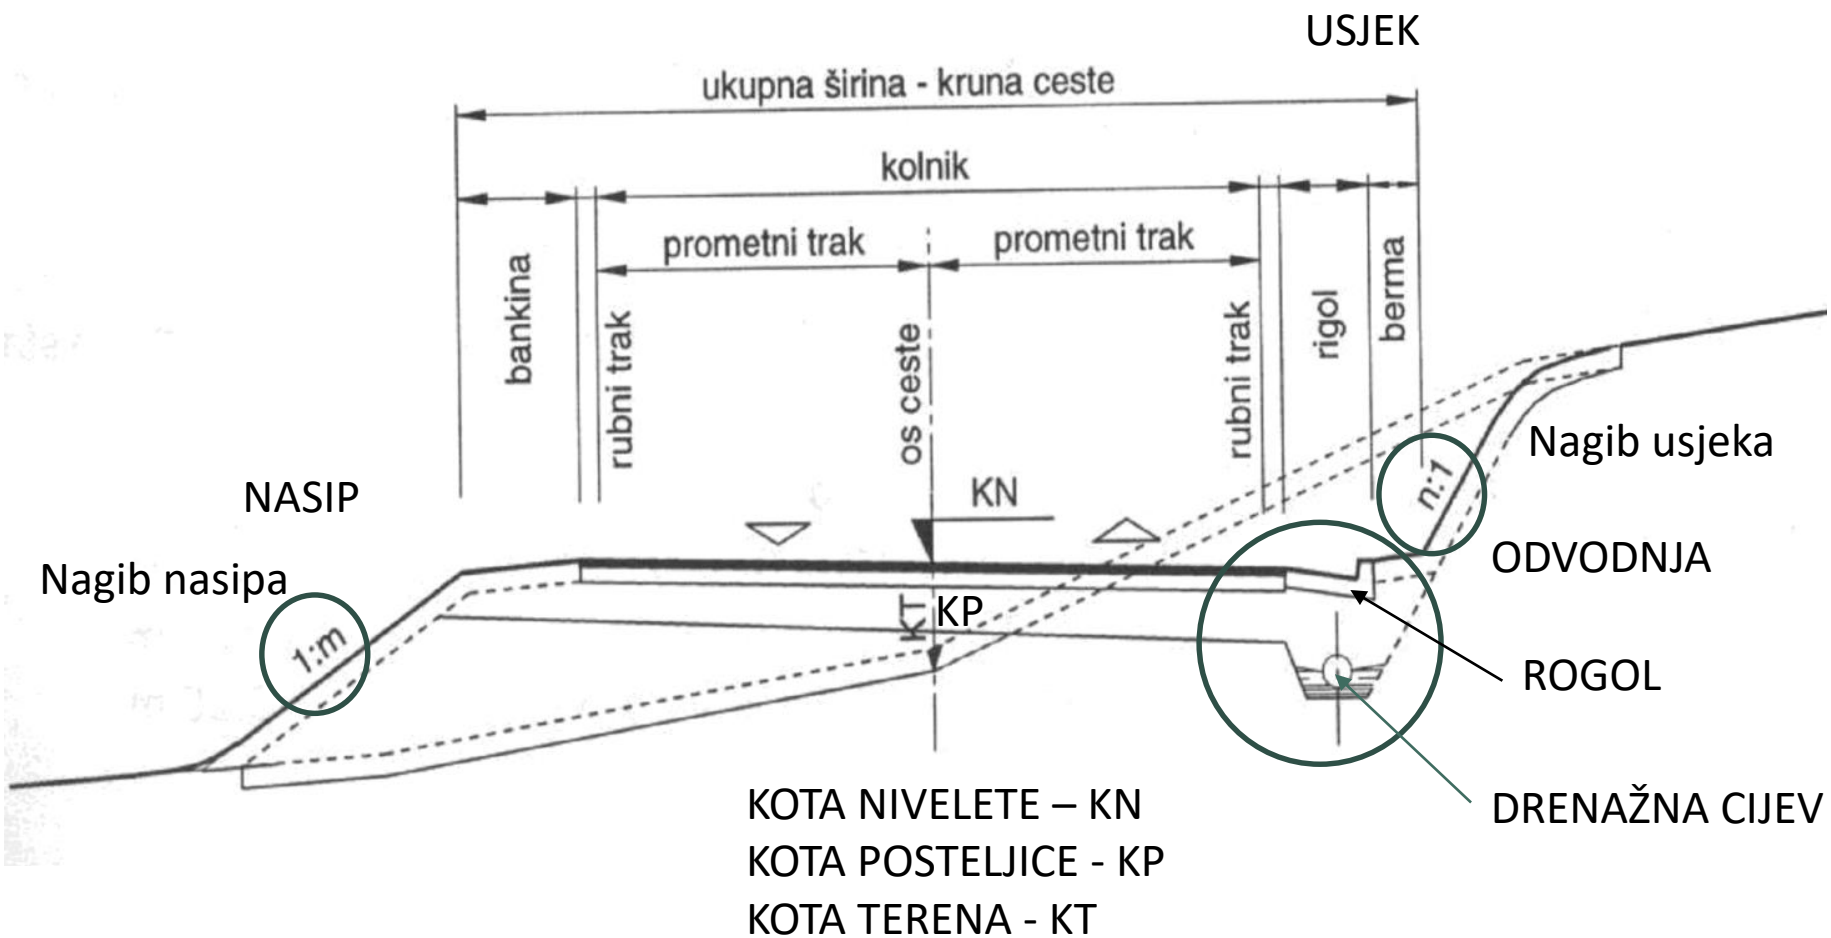 USJEK
ukupna širina - kruna ceste
kolnik
prometni trak
prometni trak
bankina
rubni trak
os ceste
rubni trak
rigol
berma
Nagib usjeka
n:1
NASIP
KN
ODVODNJA
Nagib nasipa
1:m
KT
KP
ROGOL
DRENAŽNA CIJEV
KOTA NIVELETE – KN
KOTA POSTELJICE - KP
KOTA TERENA - KT